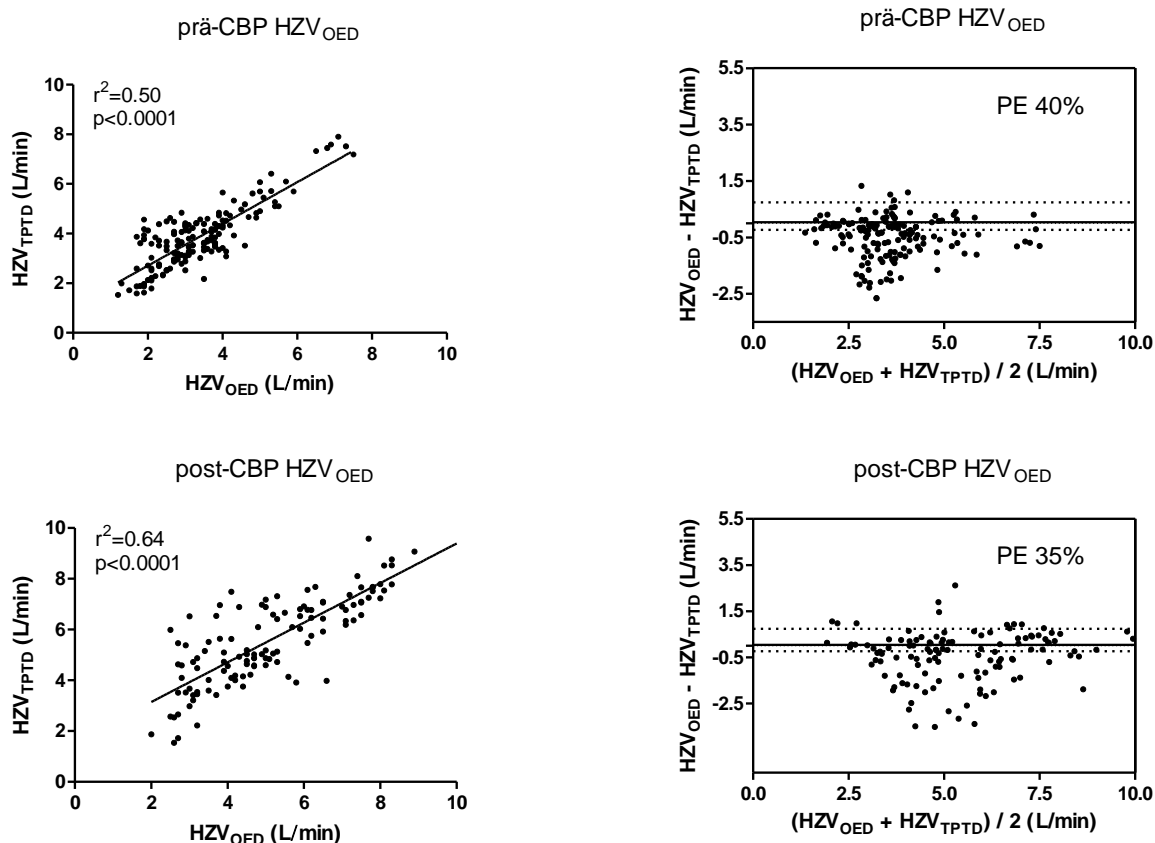 prä-CBP HZV_OED
r²=0.50
p<0.0001
HZV_TPTD (L/min)
10
8
6
4
2
0
0 2 4 6 8 10
HZV_OED (L/min)
prä-CBP HZV_OED
PE 40%
HZV_OED - HZV_TPTD (L/min)
5.5
3.5
1.5
-0.5
-2.5
0.0 2.5 5.0 7.5 10.0
(HZV_OED + HZV_TPTD) / 2 (L/min)
post-CBP HZV_OED
r²=0.64
p<0.0001
HZV_TPTD (L/min)
10
8
6
4
2
0
0 2 4 6 8 10
HZV_OED (L/min)
post-CBP HZV_OED
PE 35%
HZV_OED - HZV_TPTD (L/min)
5.5
3.5
1.5
-0.5
-2.5
0.0 2.5 5.0 7.5 10.0
(HZV_OED + HZV_TPTD) / 2 (L/min)